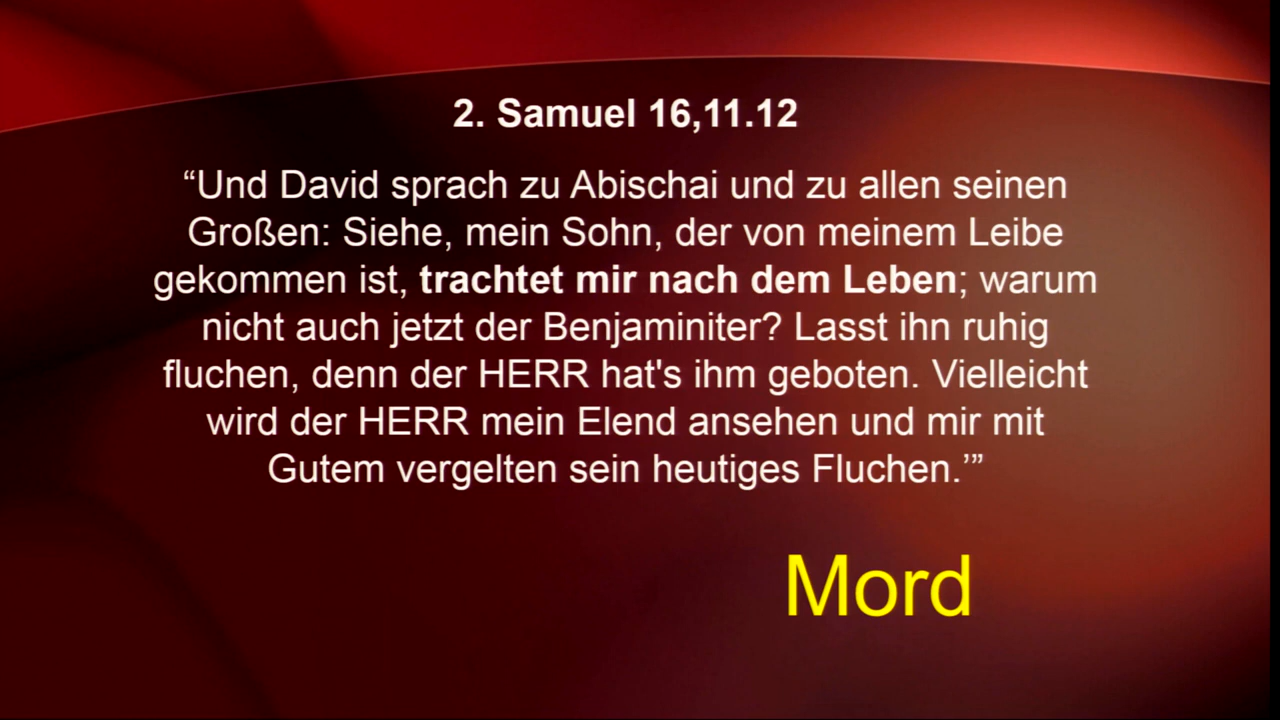 2. Samuel 16,11.12
“Und David sprach zu Abischai und zu allen seinen
Großen: Siehe, mein Sohn, der von meinem Leibe
gekommen ist, trachtet mir nach dem Leben; warum
nicht auch jetzt der Benjaminiter? Lasst ihn ruhig
fluchen, denn der HERR hat's ihm geboten. Vielleicht
wird der HERR mein Elend ansehen und mir mit
Gutem vergelten sein heutiges Fluchen.’”
Mord